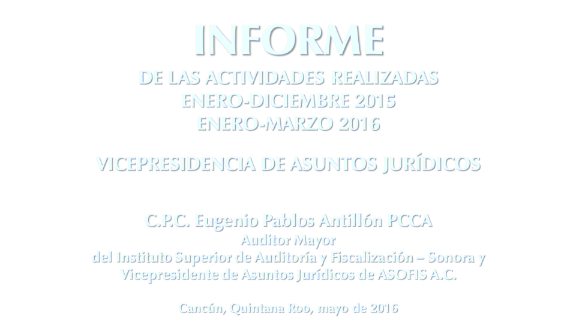 INFORME
DE LAS ACTIVIDADES REALIZADAS
ENERO-DICIEMBRE 2015
ENERO-MARZO 2016
VICEPRESIDENCIA DE ASUNTOS JURÍDICOS
C.P.C. Eugenio Pablos Antillón PCCA
Auditor Mayor
del Instituto Superior de Auditoría y Fiscalización – Sonora y
Vicepresidente de Asuntos Jurídicos de ASOFIS A.C.
Cancún, Quintana Roo, mayo de 2016